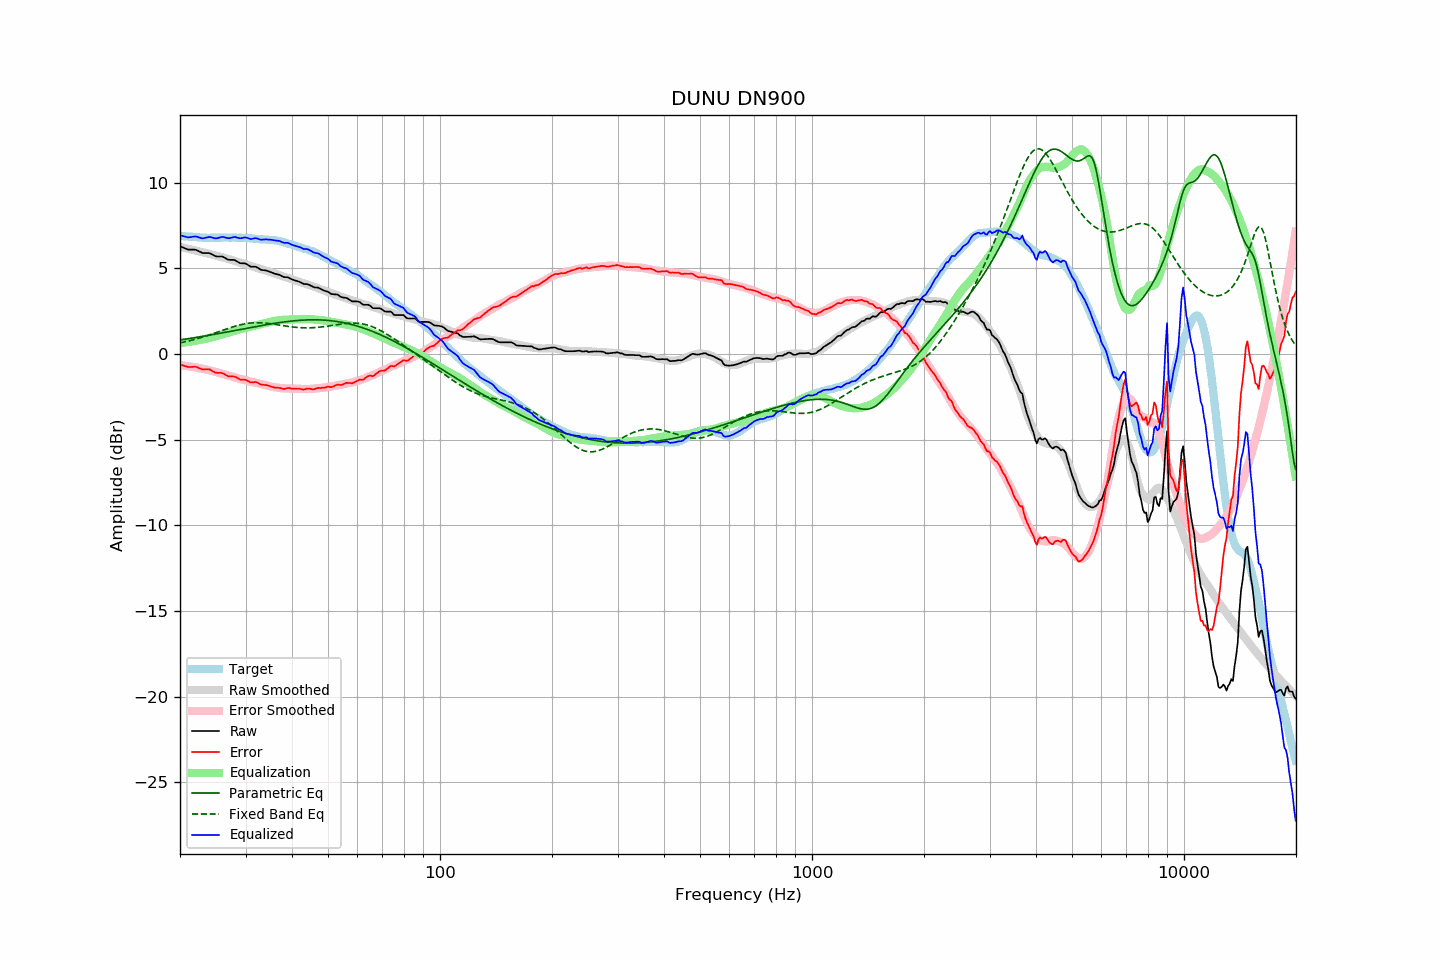 DUNU DN900
Amplitude (dBr)
10
5
0
−5
−10
−15
−20
−25
Target
Raw Smoothed
Error Smoothed
Raw
Error
Equalization
Parametric Eq
Fixed Band Eq
Equalized
100
1000
10000
Frequency (Hz)